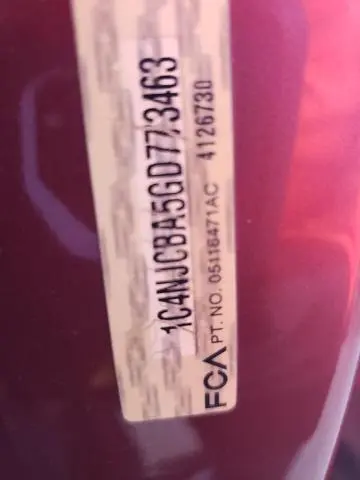 1C4NJCBA5GD773463
4126730
FCA PT. NO. 05116471AC